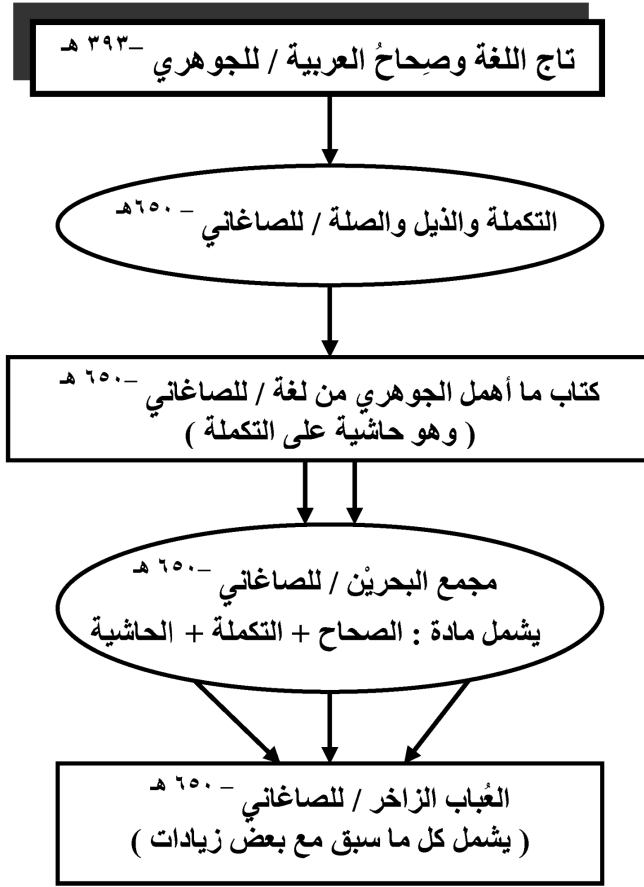 تاج اللغة وصِحاحُ العربية / للجوهري –٣٩٣ هـ
التكملة والذيل والصلة / للصاغاني – ٦٥٠هـ
كتاب ما أهمل الجوهري من لغة / للصاغاني –٦٥٠ هـ
( وهو حاشية على التكملة )
مجمع البحريْن / للصاغاني –٦٥٠ هـ
يشمل مادة : الصحاح + التكملة + الحاشية
العُباب الزاخر / للصاغاني – ٦٥٠ هـ
( يشمل كل ما سبق مع بعض زيادات )